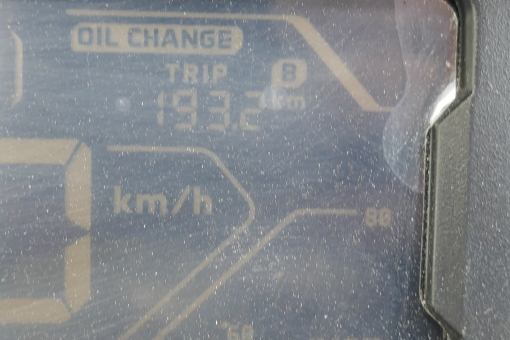 OIL CHANGE
TRIP B
193.2 km
km/h
80
60